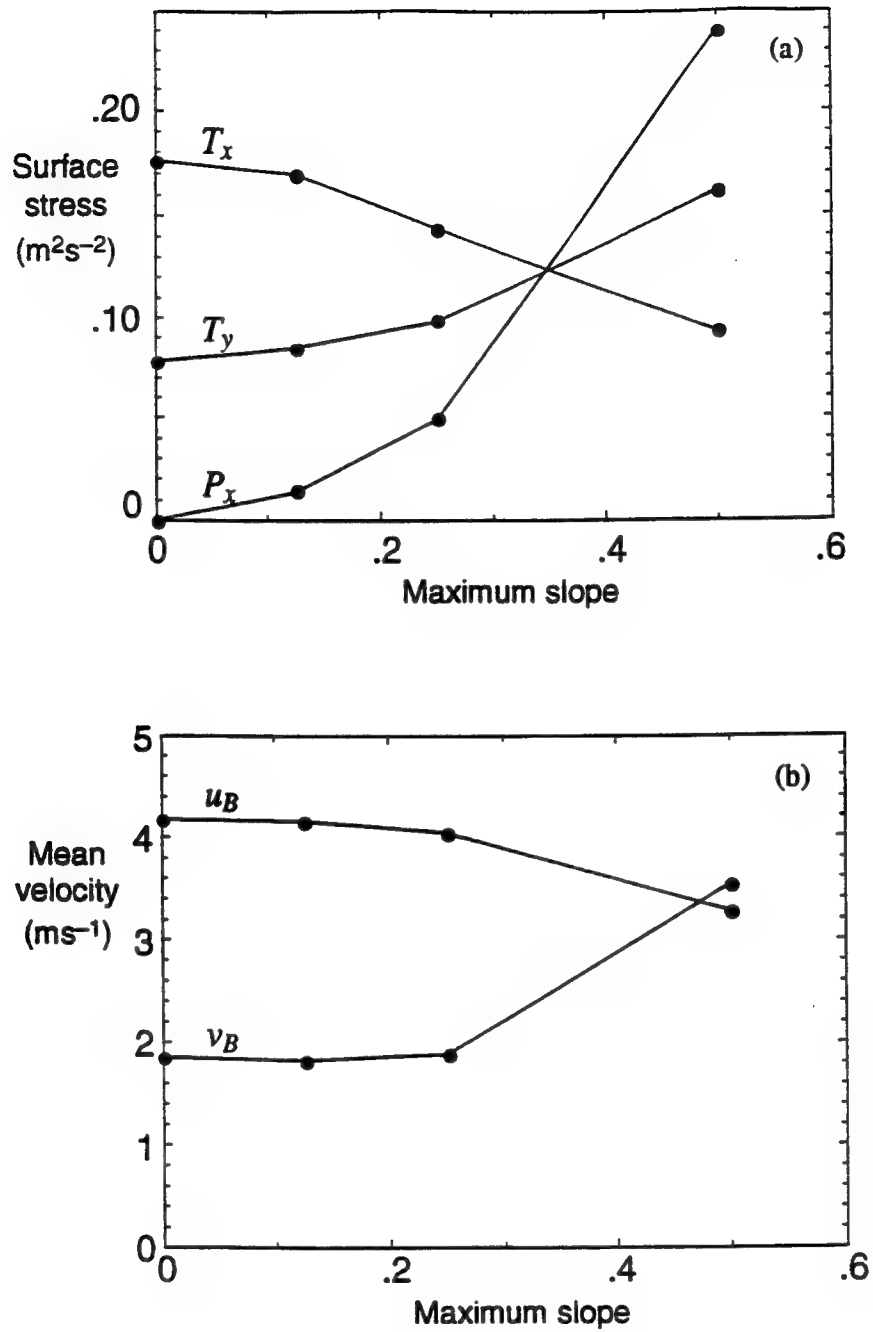 (a)
.20
T_x
Surface
stress
(m²s⁻²)
.10
T_y
P_x
0
0
.2
.4
.6
Maximum slope
5
(b)
u_B
4
Mean
velocity
(ms⁻¹)
3
2
v_B
1
0
0
.2
.4
.6
Maximum slope